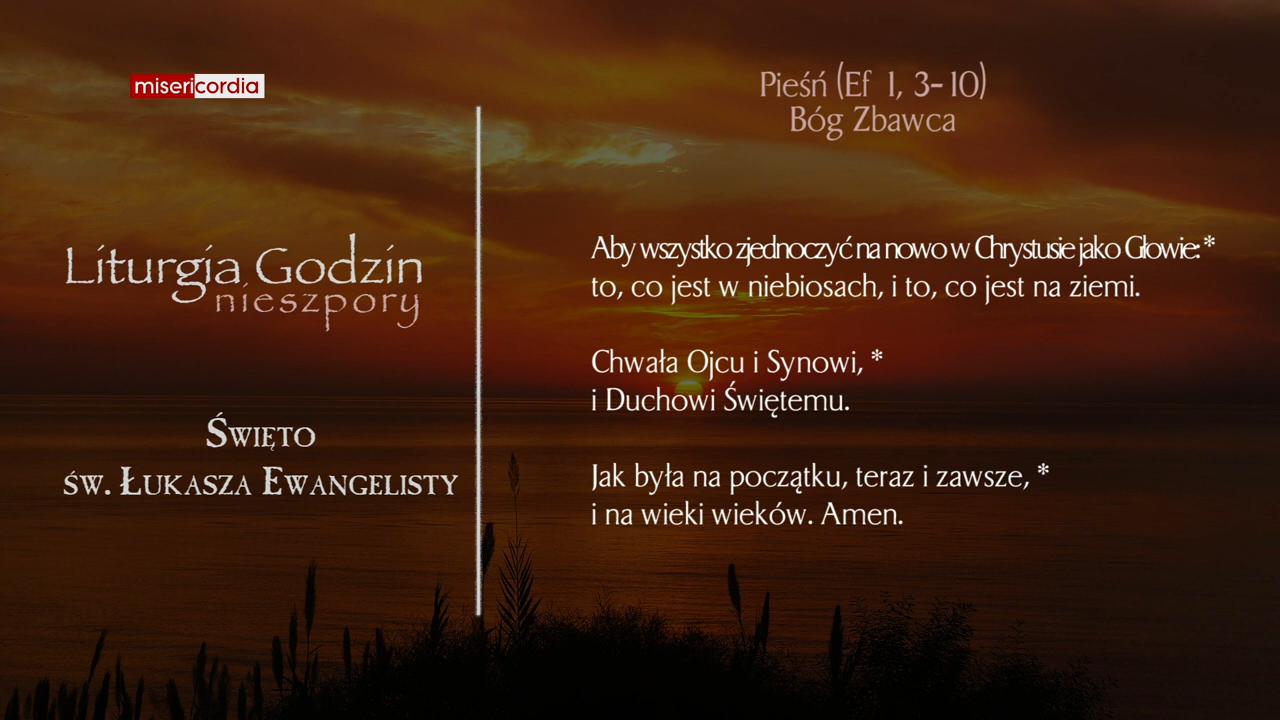 misericordia
Pieśń (Ef 1, 3-10)
Bóg Zbawca
Liturgia Godzin
nieszpory
Święto
św. Łukasza Ewangelisty
Aby wszystko zjednoczyć na nowo w Chrystusie jako Głowie: *
to, co jest w niebiosach, i to, co jest na ziemi.
Chwała Ojcu i Synowi, *
i Duchowi Świętemu.
Jak była na początku, teraz i zawsze, *
i na wieki wieków. Amen.